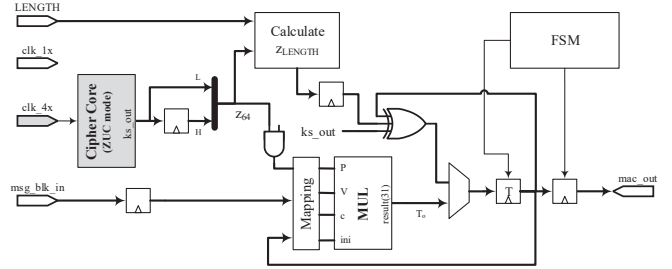 LENGTH
Calculate
ZLENGTH
FSM
clk_1x
clk_4x
Cipher Core
(ZUC mode)
ks_out
L
H
Z64
ks_out
msg_blk_in
Mapping
P
V
c
ini
MUL
result(31)
To
T
mac_out